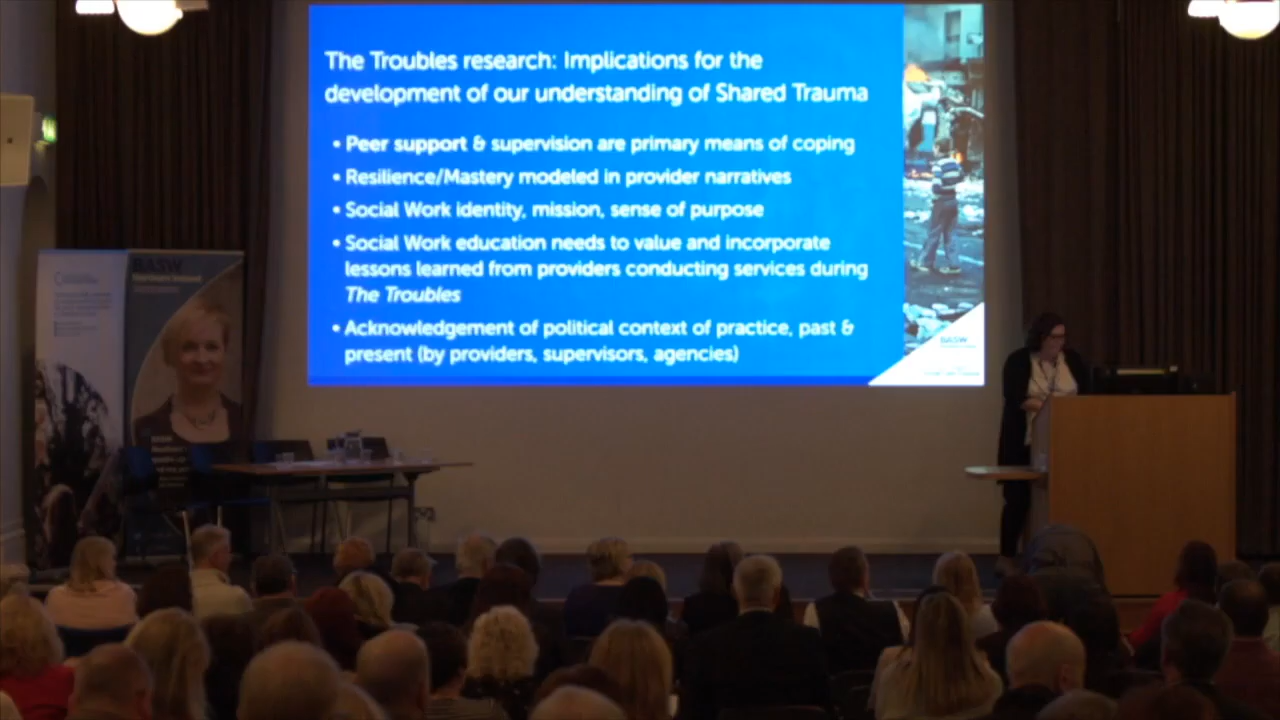 The Troubles research: Implications for the
development of our understanding of Shared Trauma
• Peer support & supervision are primary means of coping
• Resilience/Mastery modeled in provider narratives
• Social Work identity, mission, sense of purpose
• Social Work education needs to value and incorporate
lessons learned from providers conducting services during
The Troubles
• Acknowledgement of political context of practice, past &
present (by providers, supervisors, agencies)
BASW
BASW